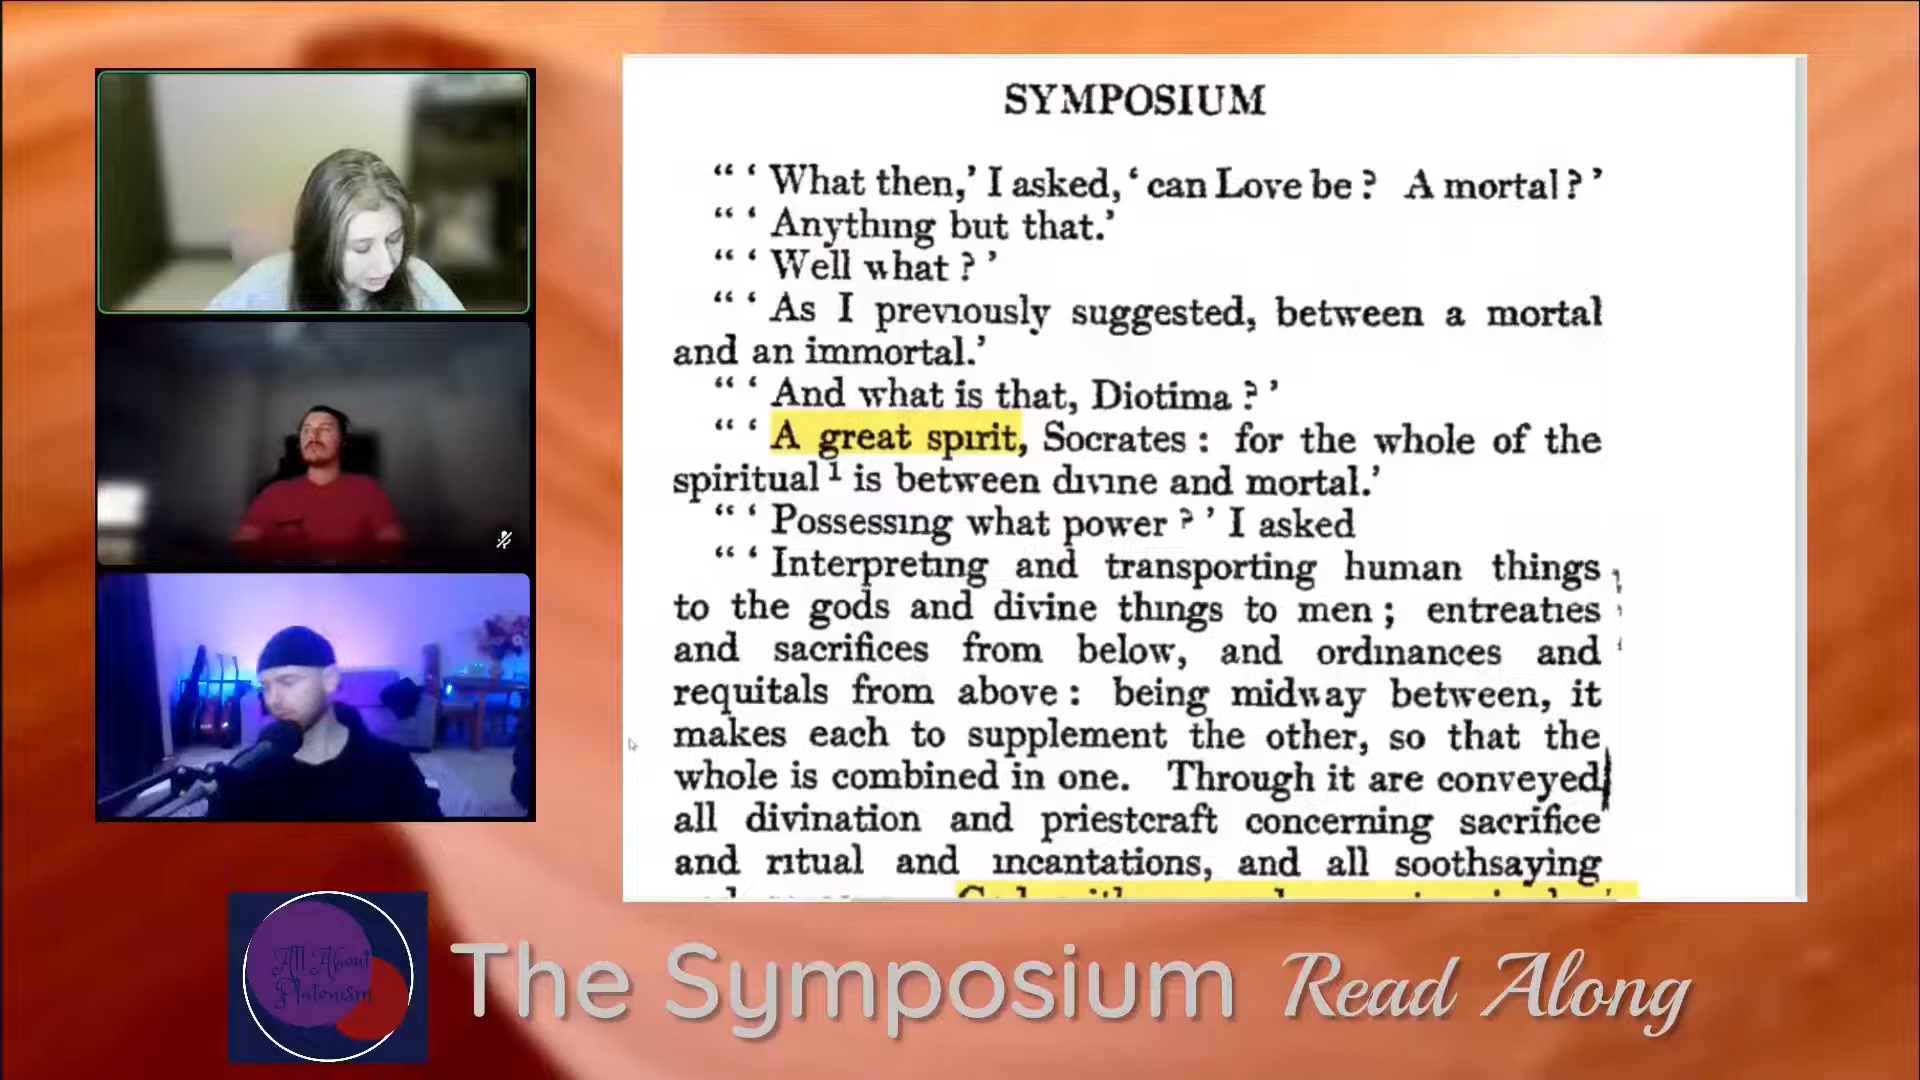 SYMPOSIUM
“ ‘ What then,’ I asked, ‘ can Love be ? A mortal ? ’
“ ‘ Anything but that.’
“ ‘ Well what ? ’
“ ‘ As I previously suggested, between a mortal
and an immortal.’
“ ‘ And what is that, Diotima ? ’
“ ‘ A great spirit, Socrates : for the whole of the
spiritual ¹ is between divine and mortal.’
“ ‘ Possessing what power ? ’ I asked
“ ‘ Interpreting and transporting human things
to the gods and divine things to men ; entreaties
and sacrifices from below, and ordinances and
requitals from above : being midway between, it
makes each to supplement the other, so that the
whole is combined in one. Through it are conveyed
all divination and priestcraft concerning sacrifice
and ritual and incantations, and all soothsaying
All About
Platonism
The Symposium Read Along